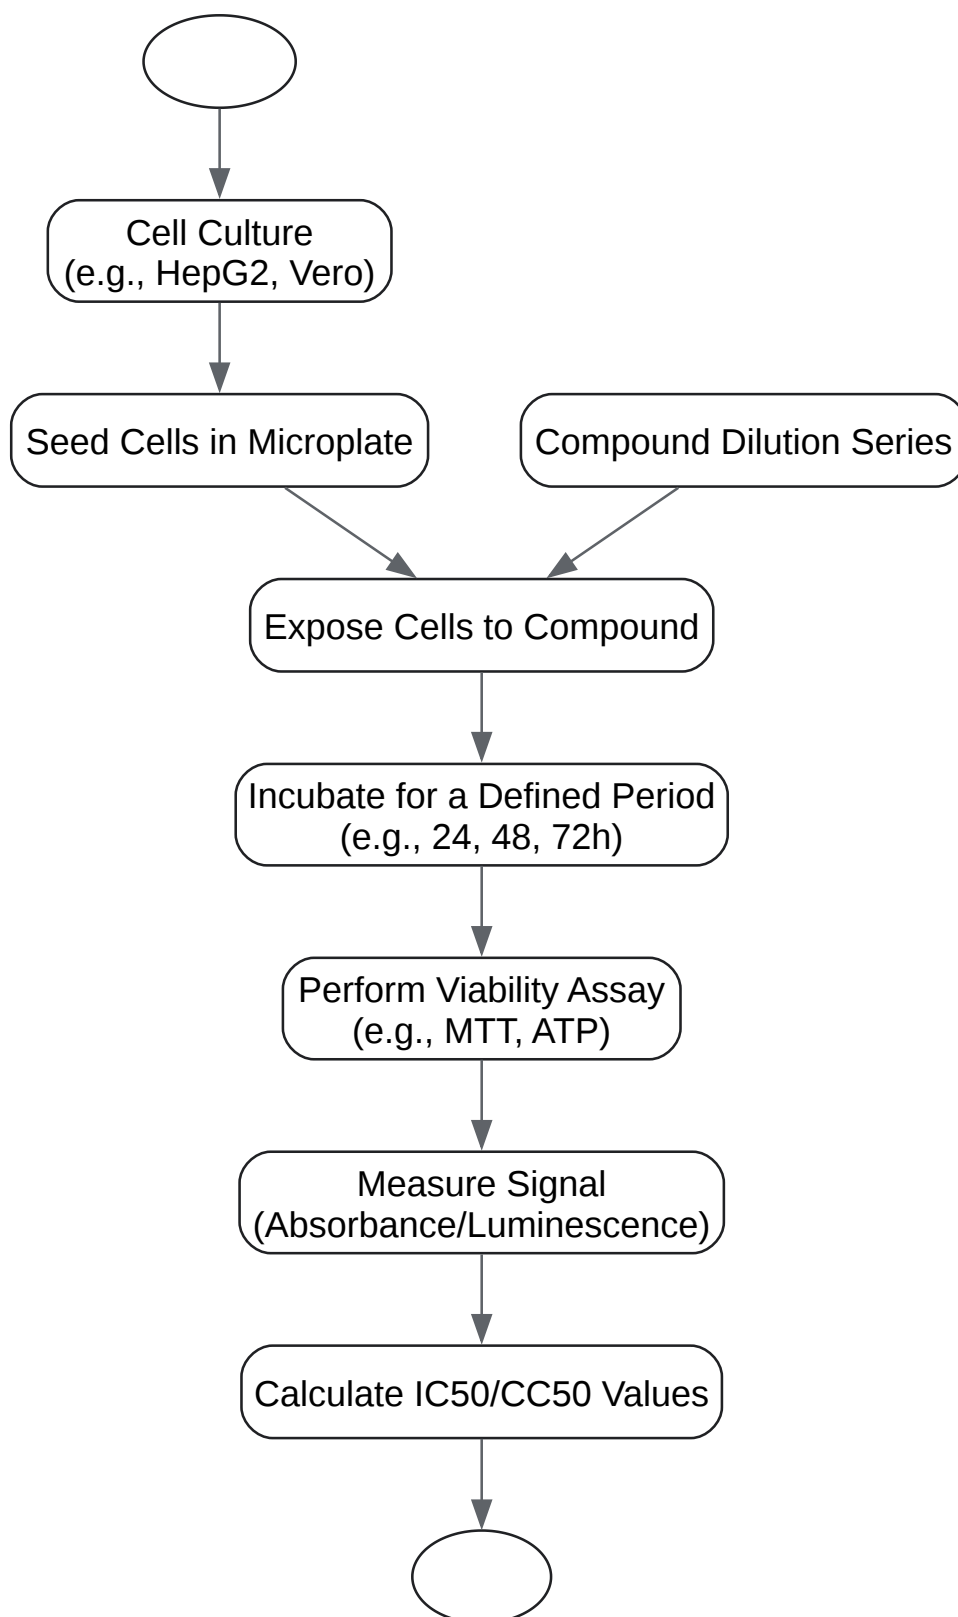 Cell Culture
(e.g., HepG2, Vero)
Seed Cells in Microplate
Compound Dilution Series
Expose Cells to Compound
Incubate for a Defined Period
(e.g., 24, 48, 72h)
Perform Viability Assay
(e.g., MTT, ATP)
Measure Signal
(Absorbance/Luminescence)
Calculate IC50/CC50 Values